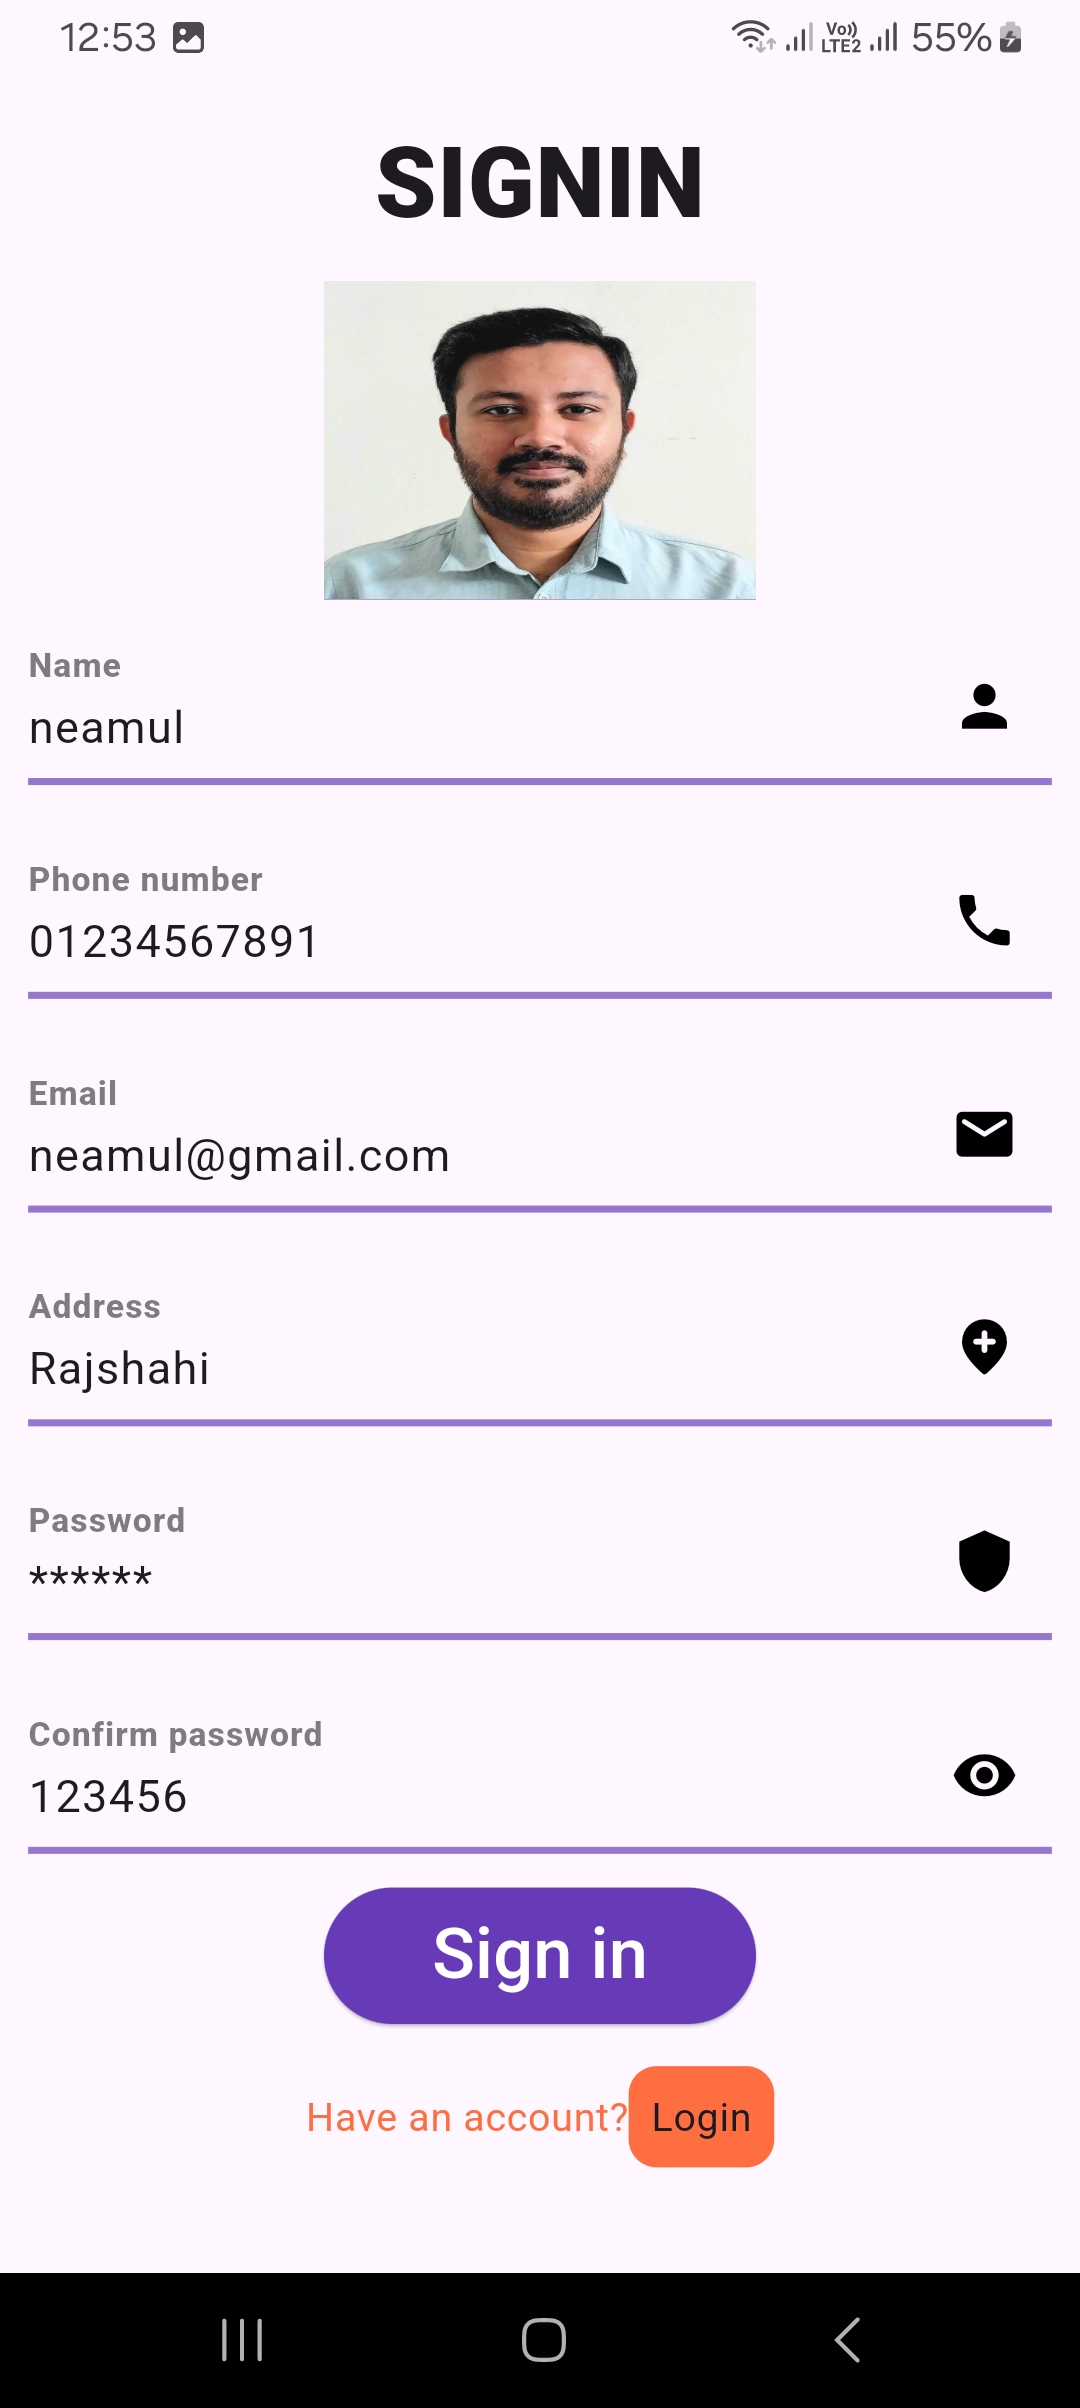 12:53 Vo)) LTE2 55%
SIGNIN
Name
neamul
Phone number
01234567891
Email
neamul@gmail.com
Address
Rajshahi
Password
******
Confirm password
123456
Sign in
Have an account? Login